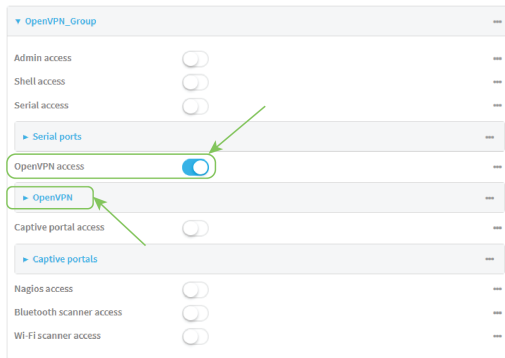 OpenVPN_Group
Admin access
Shell access
Serial access
Serial ports
OpenVPN access
OpenVPN
Captive portal access
Captive portals
Nagios access
Bluetooth scanner access
Wi-Fi scanner access